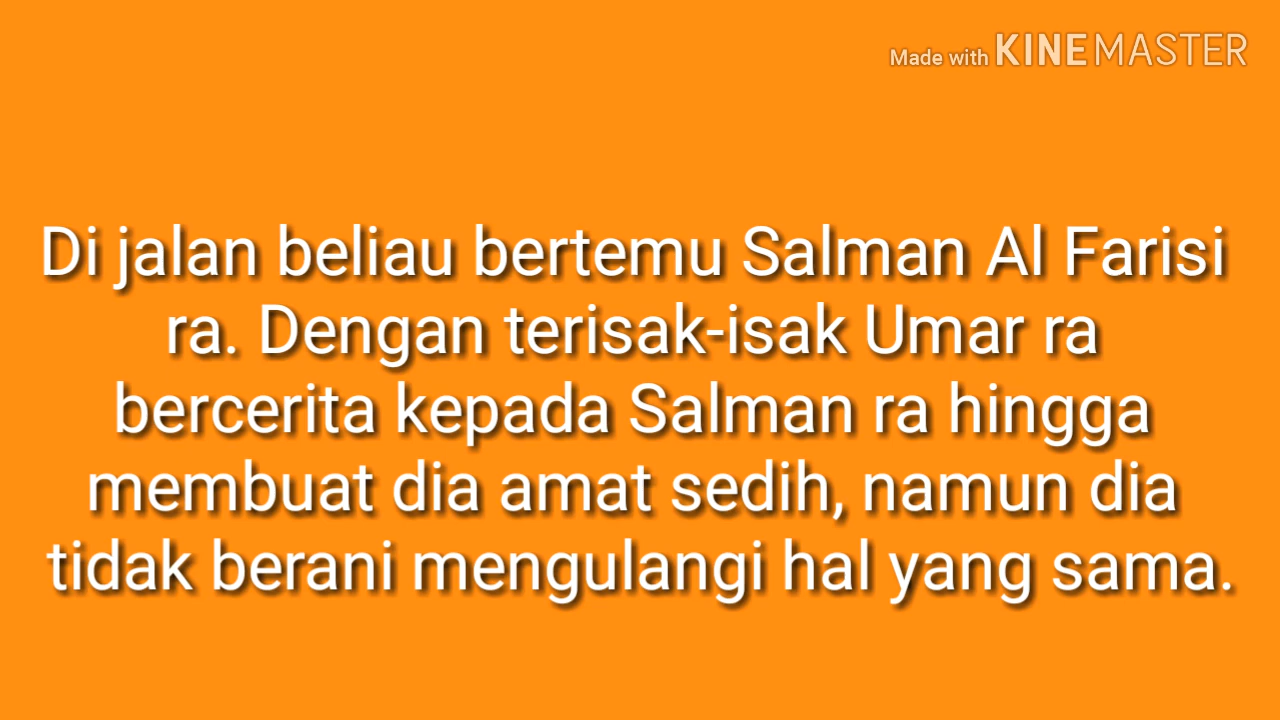 Made with KINEMASTER
Di jalan beliau bertemu Salman Al Farisi
ra. Dengan terisak-isak Umar ra
bercerita kepada Salman ra hingga
membuat dia amat sedih, namun dia
tidak berani mengulangi hal yang sama.